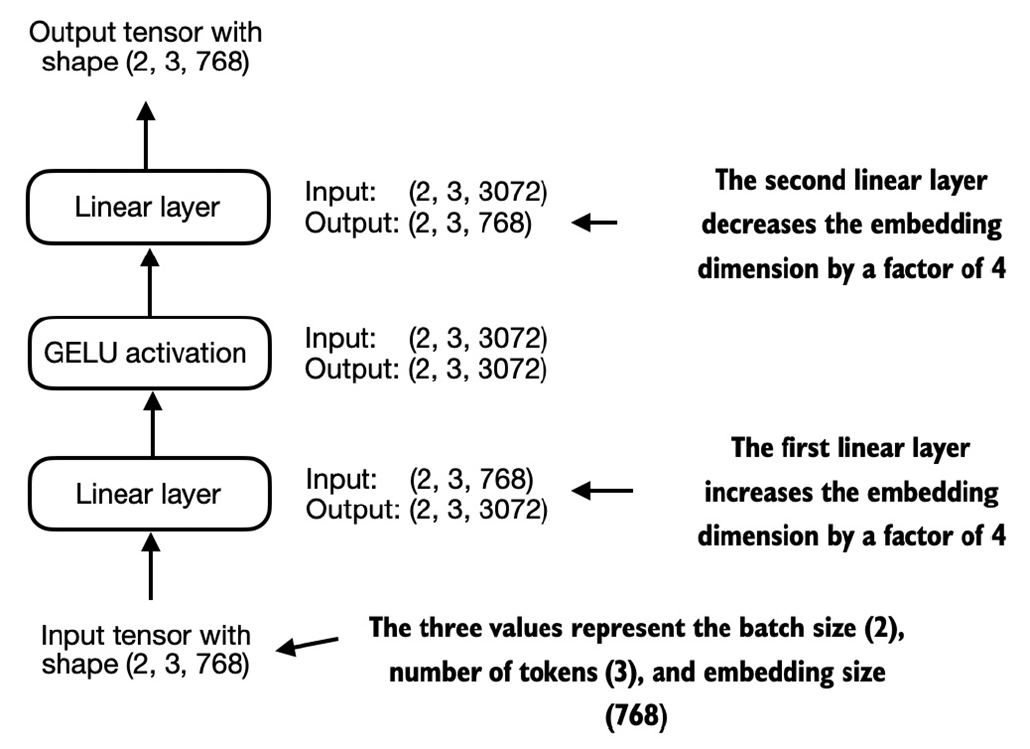 Output tensor with
shape (2, 3, 768)
Linear layer
Input: (2, 3, 3072)
Output: (2, 3, 768)
The second linear layer
decreases the embedding
dimension by a factor of 4
GELU activation
Input: (2, 3, 3072)
Output: (2, 3, 3072)
Linear layer
Input: (2, 3, 768)
Output: (2, 3, 3072)
The first linear layer
increases the embedding
dimension by a factor of 4
Input tensor with
shape (2, 3, 768)
The three values represent the batch size (2),
number of tokens (3), and embedding size
(768)